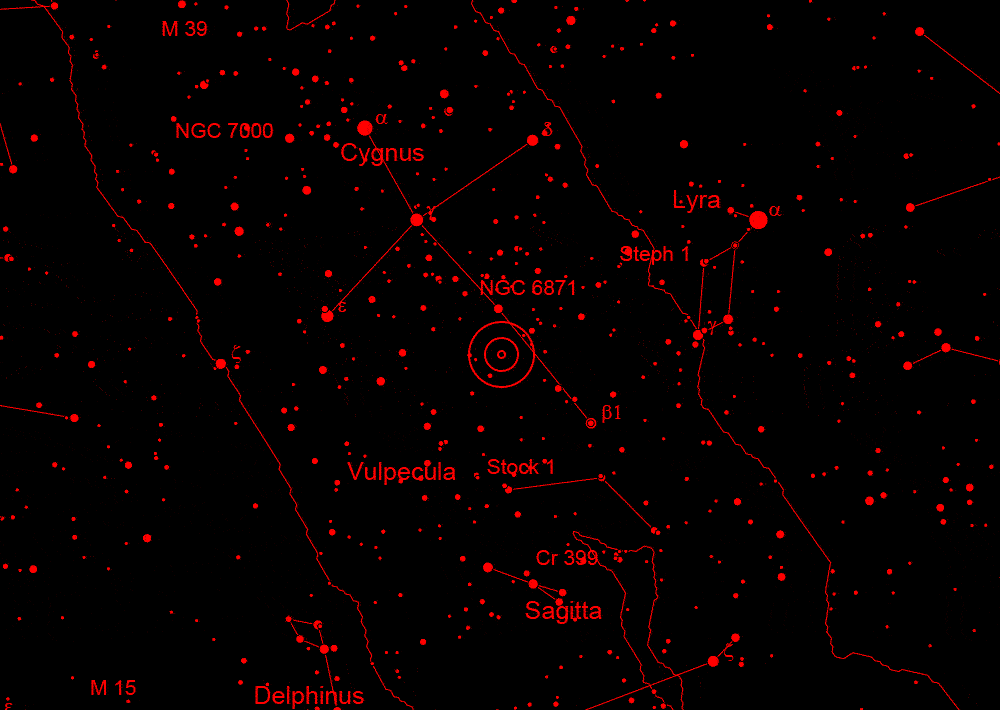 M 39
ε
ε
α
NGC 7000
δ
Cygnus
Lyra
α
γ
Steph 1
NGC 6871
ε
γ
ζ
β1
Stock 1
Vulpecula
Cr 399
Sagitta
ζ
M 15
Delphinus
ε